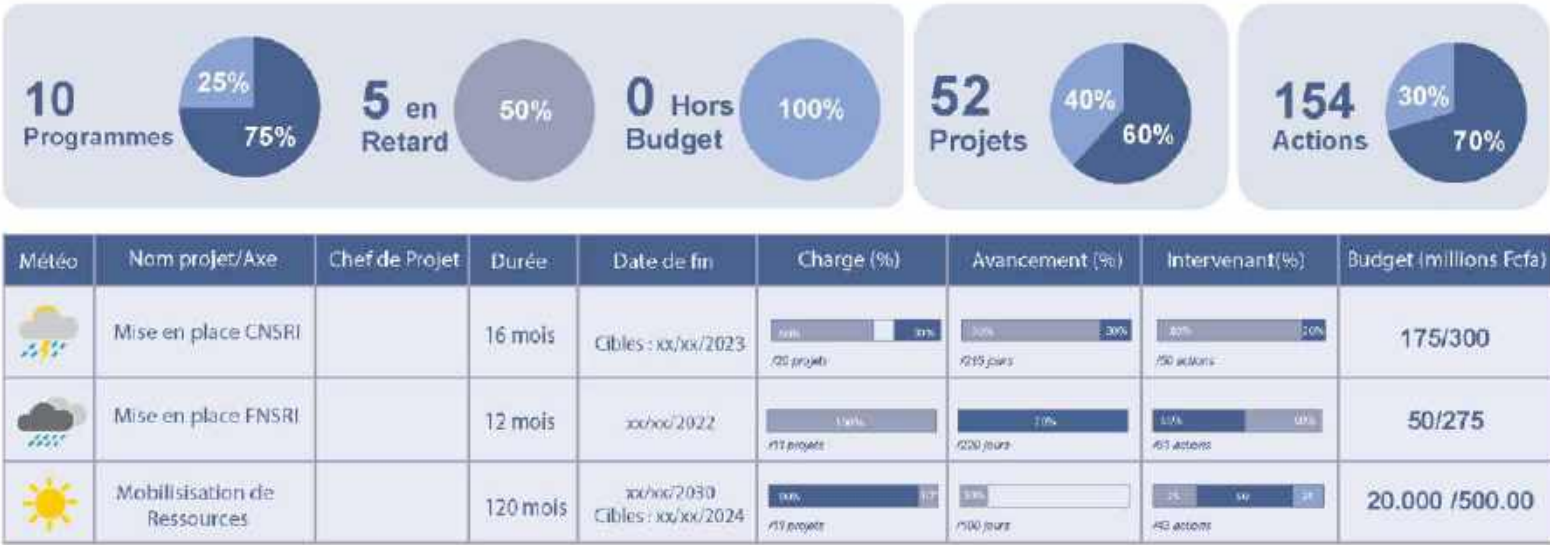 10
Programmes
25%
75%
5 en
Retard
50%
0 Hors
Budget
100%
52
Projets
40%
60%
154
Actions
30%
70%
Météo Nom projet/Axe Chef de Projet Durée Date de fin Charge (%) Avancement (%) Intervenant(%) Budget (millions Fcfa)
Mise en place CNSRI 16 mois Cibles : xx/xx/2023 30% 30% 20% 175/300
/20 projets /215 jours /50 actions
Mise en place FNSRI 12 mois xx/xx/2022 100% 50/275
/11 projets /220 jours /61 actions
Mobilisisation de
Ressources
120 mois
xx/xx/2030
Cibles : xx/xx/2024
50
/11 projets /500 jours /43 actions
20.000 /500.00